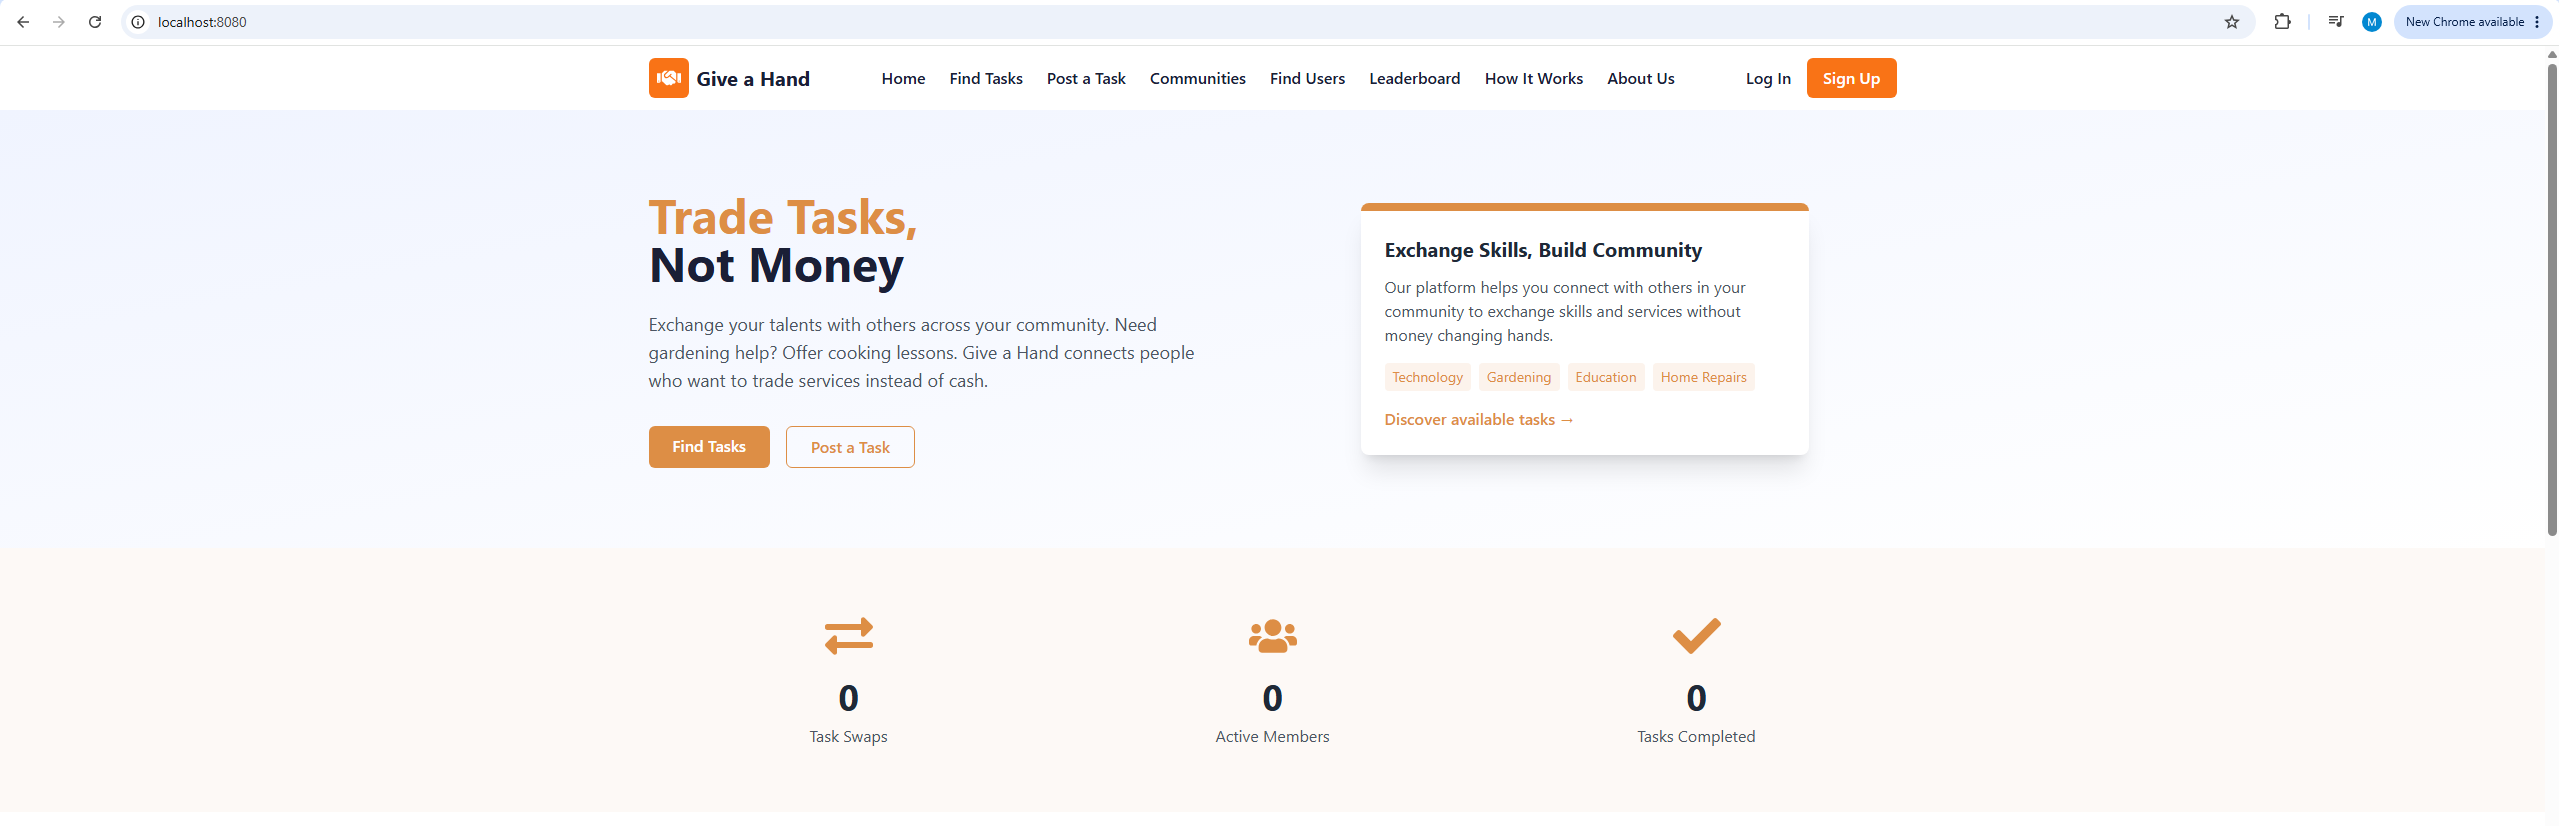 localhost:8080
New Chrome available
M
Give a Hand
Home Find Tasks Post a Task Communities Find Users Leaderboard How It Works About Us
Log In Sign Up
Trade Tasks,
Not Money
Exchange your talents with others across your community. Need
gardening help? Offer cooking lessons. Give a Hand connects people
who want to trade services instead of cash.
Find Tasks Post a Task
Exchange Skills, Build Community
Our platform helps you connect with others in your
community to exchange skills and services without
money changing hands.
Technology Gardening Education Home Repairs
Discover available tasks →
0
Task Swaps
0
Active Members
0
Tasks Completed